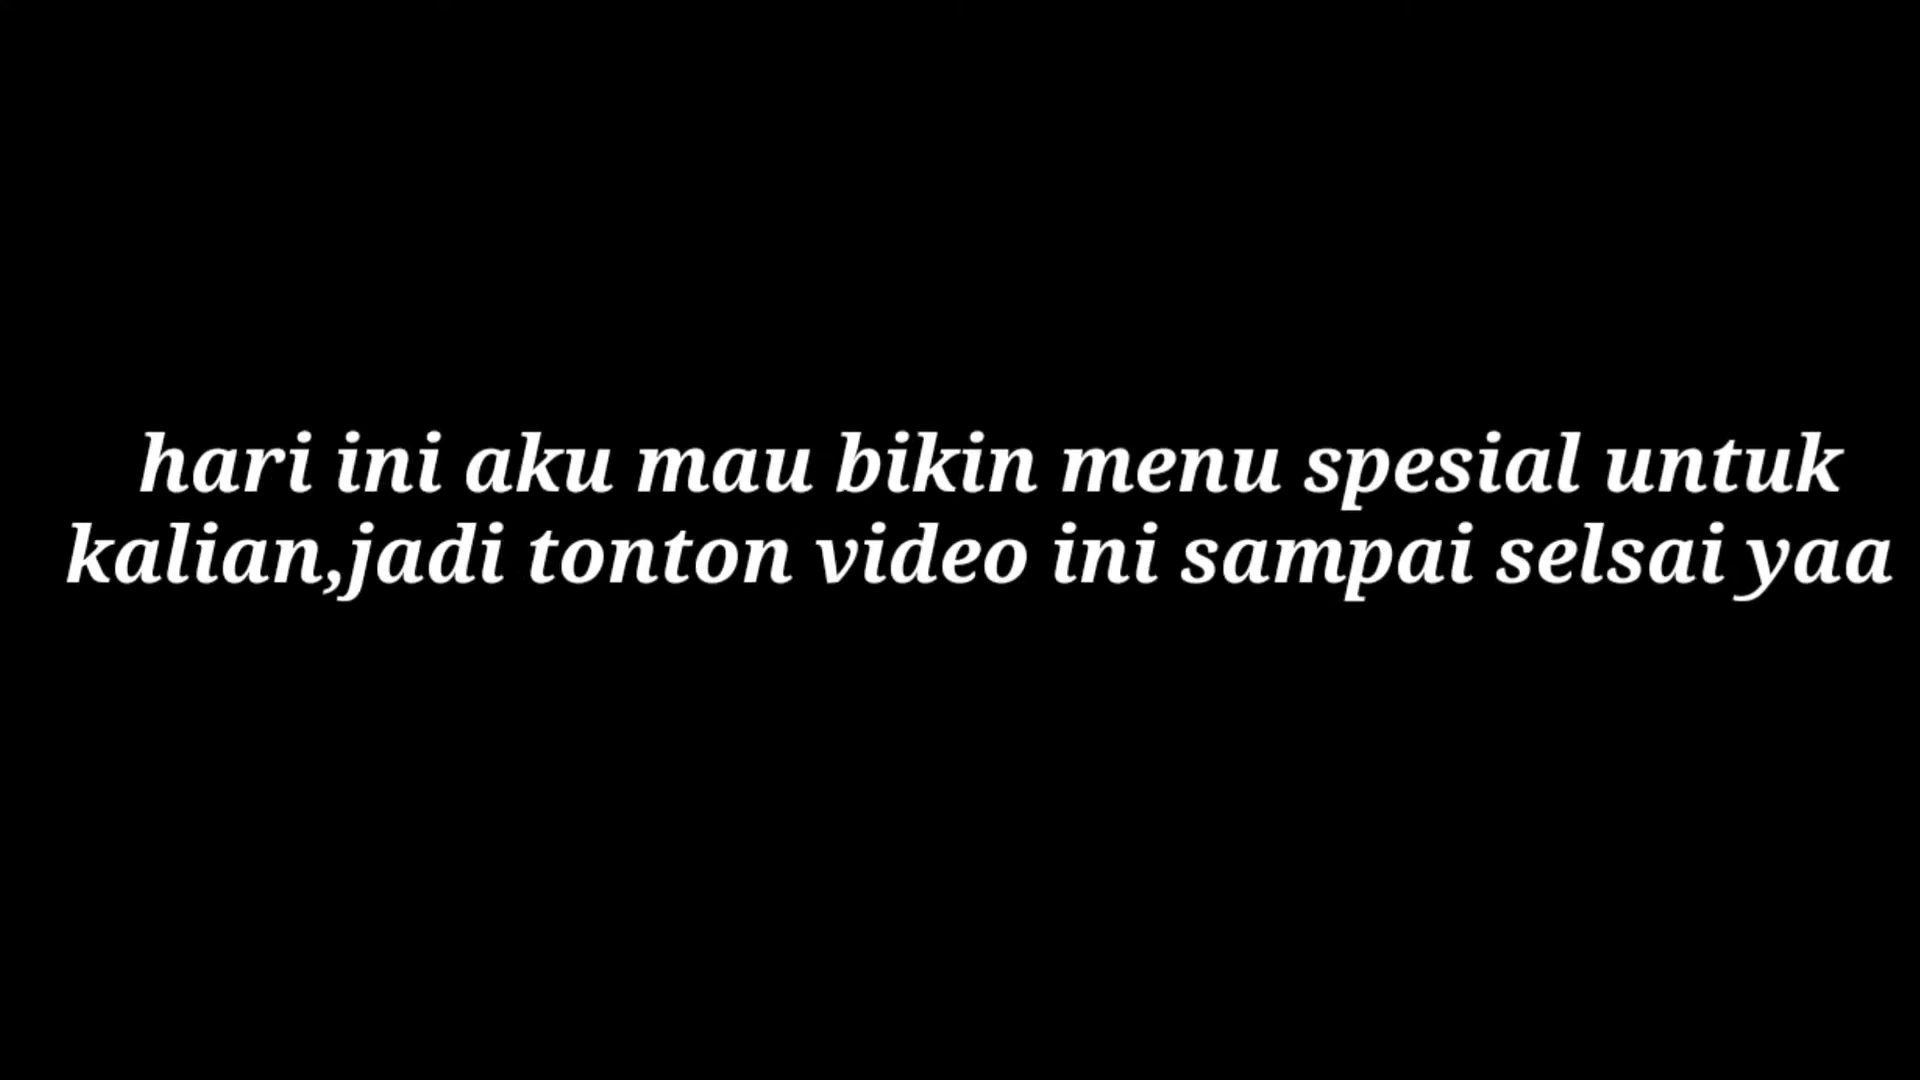 hari ini aku mau bikin menu spesial untuk
kalian,jadi tonton video ini sampai selsai yaa